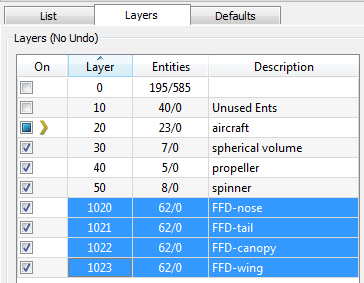 List Layers Defaults
Layers (No Undo)
On Layer Entities Description
0 195/585
10 40/0 Unused Ents
20 23/0 aircraft
30 7/0 spherical volume
40 5/0 propeller
50 8/0 spinner
1020 62/0 FFD-nose
1021 62/0 FFD-tail
1022 62/0 FFD-canopy
1023 62/0 FFD-wing